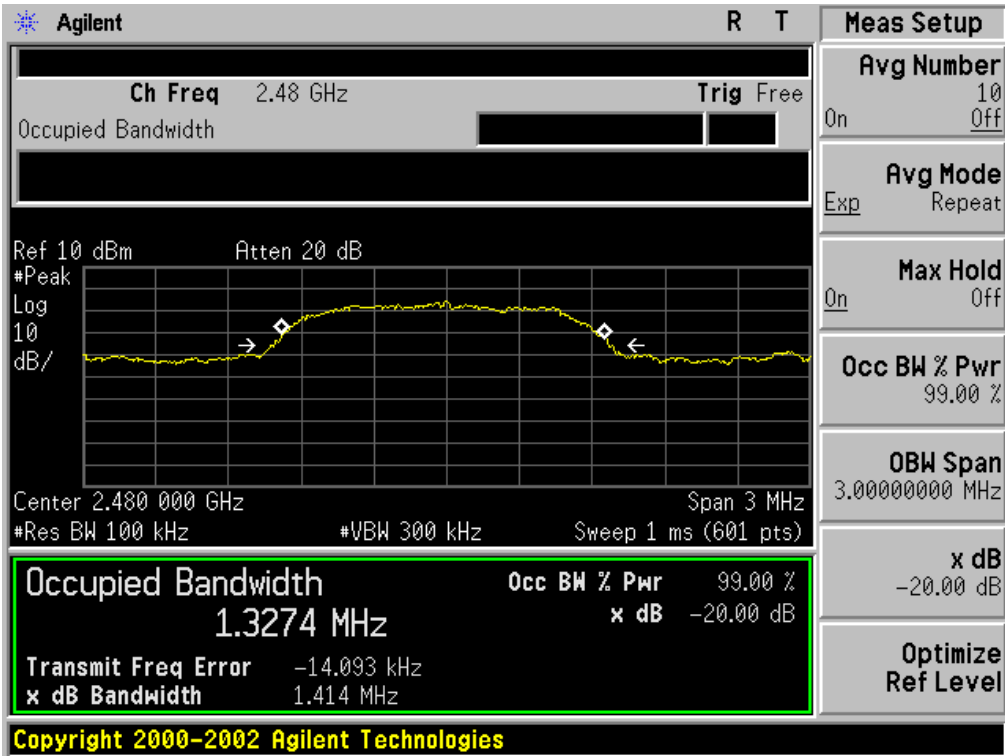 Agilent R T
Ch Freq 2.48 GHz Trig Free
Occupied Bandwidth
Ref 10 dBm Atten 20 dB
#Peak
Log
10
dB/
Center 2.480 000 GHz Span 3 MHz
#Res BW 100 kHz #VBW 300 kHz Sweep 1 ms (601 pts)
Occupied Bandwidth Occ BW % Pwr 99.00 %
1.3274 MHz x dB -20.00 dB
Transmit Freq Error -14.093 kHz
x dB Bandwidth 1.414 MHz
Copyright 2000-2002 Agilent Technologies
Meas Setup
Avg Number
10
On Off
Avg Mode
Exp Repeat
Max Hold
On Off
Occ BW % Pwr
99.00 %
OBW Span
3.00000000 MHz
x dB
-20.00 dB
Optimize
Ref Level